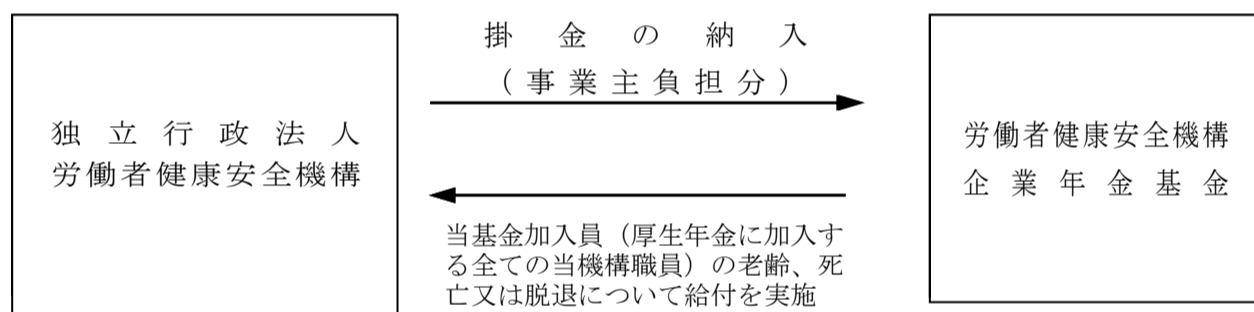 独立行政法人
労働者健康安全機構
掛金の納入
（事業主負担分）
当基金加入員（厚生年金に加入す
る全ての当機構職員）の老齢、死
亡又は脱退について給付を実施
労働者健康安全機構
企業年金基金